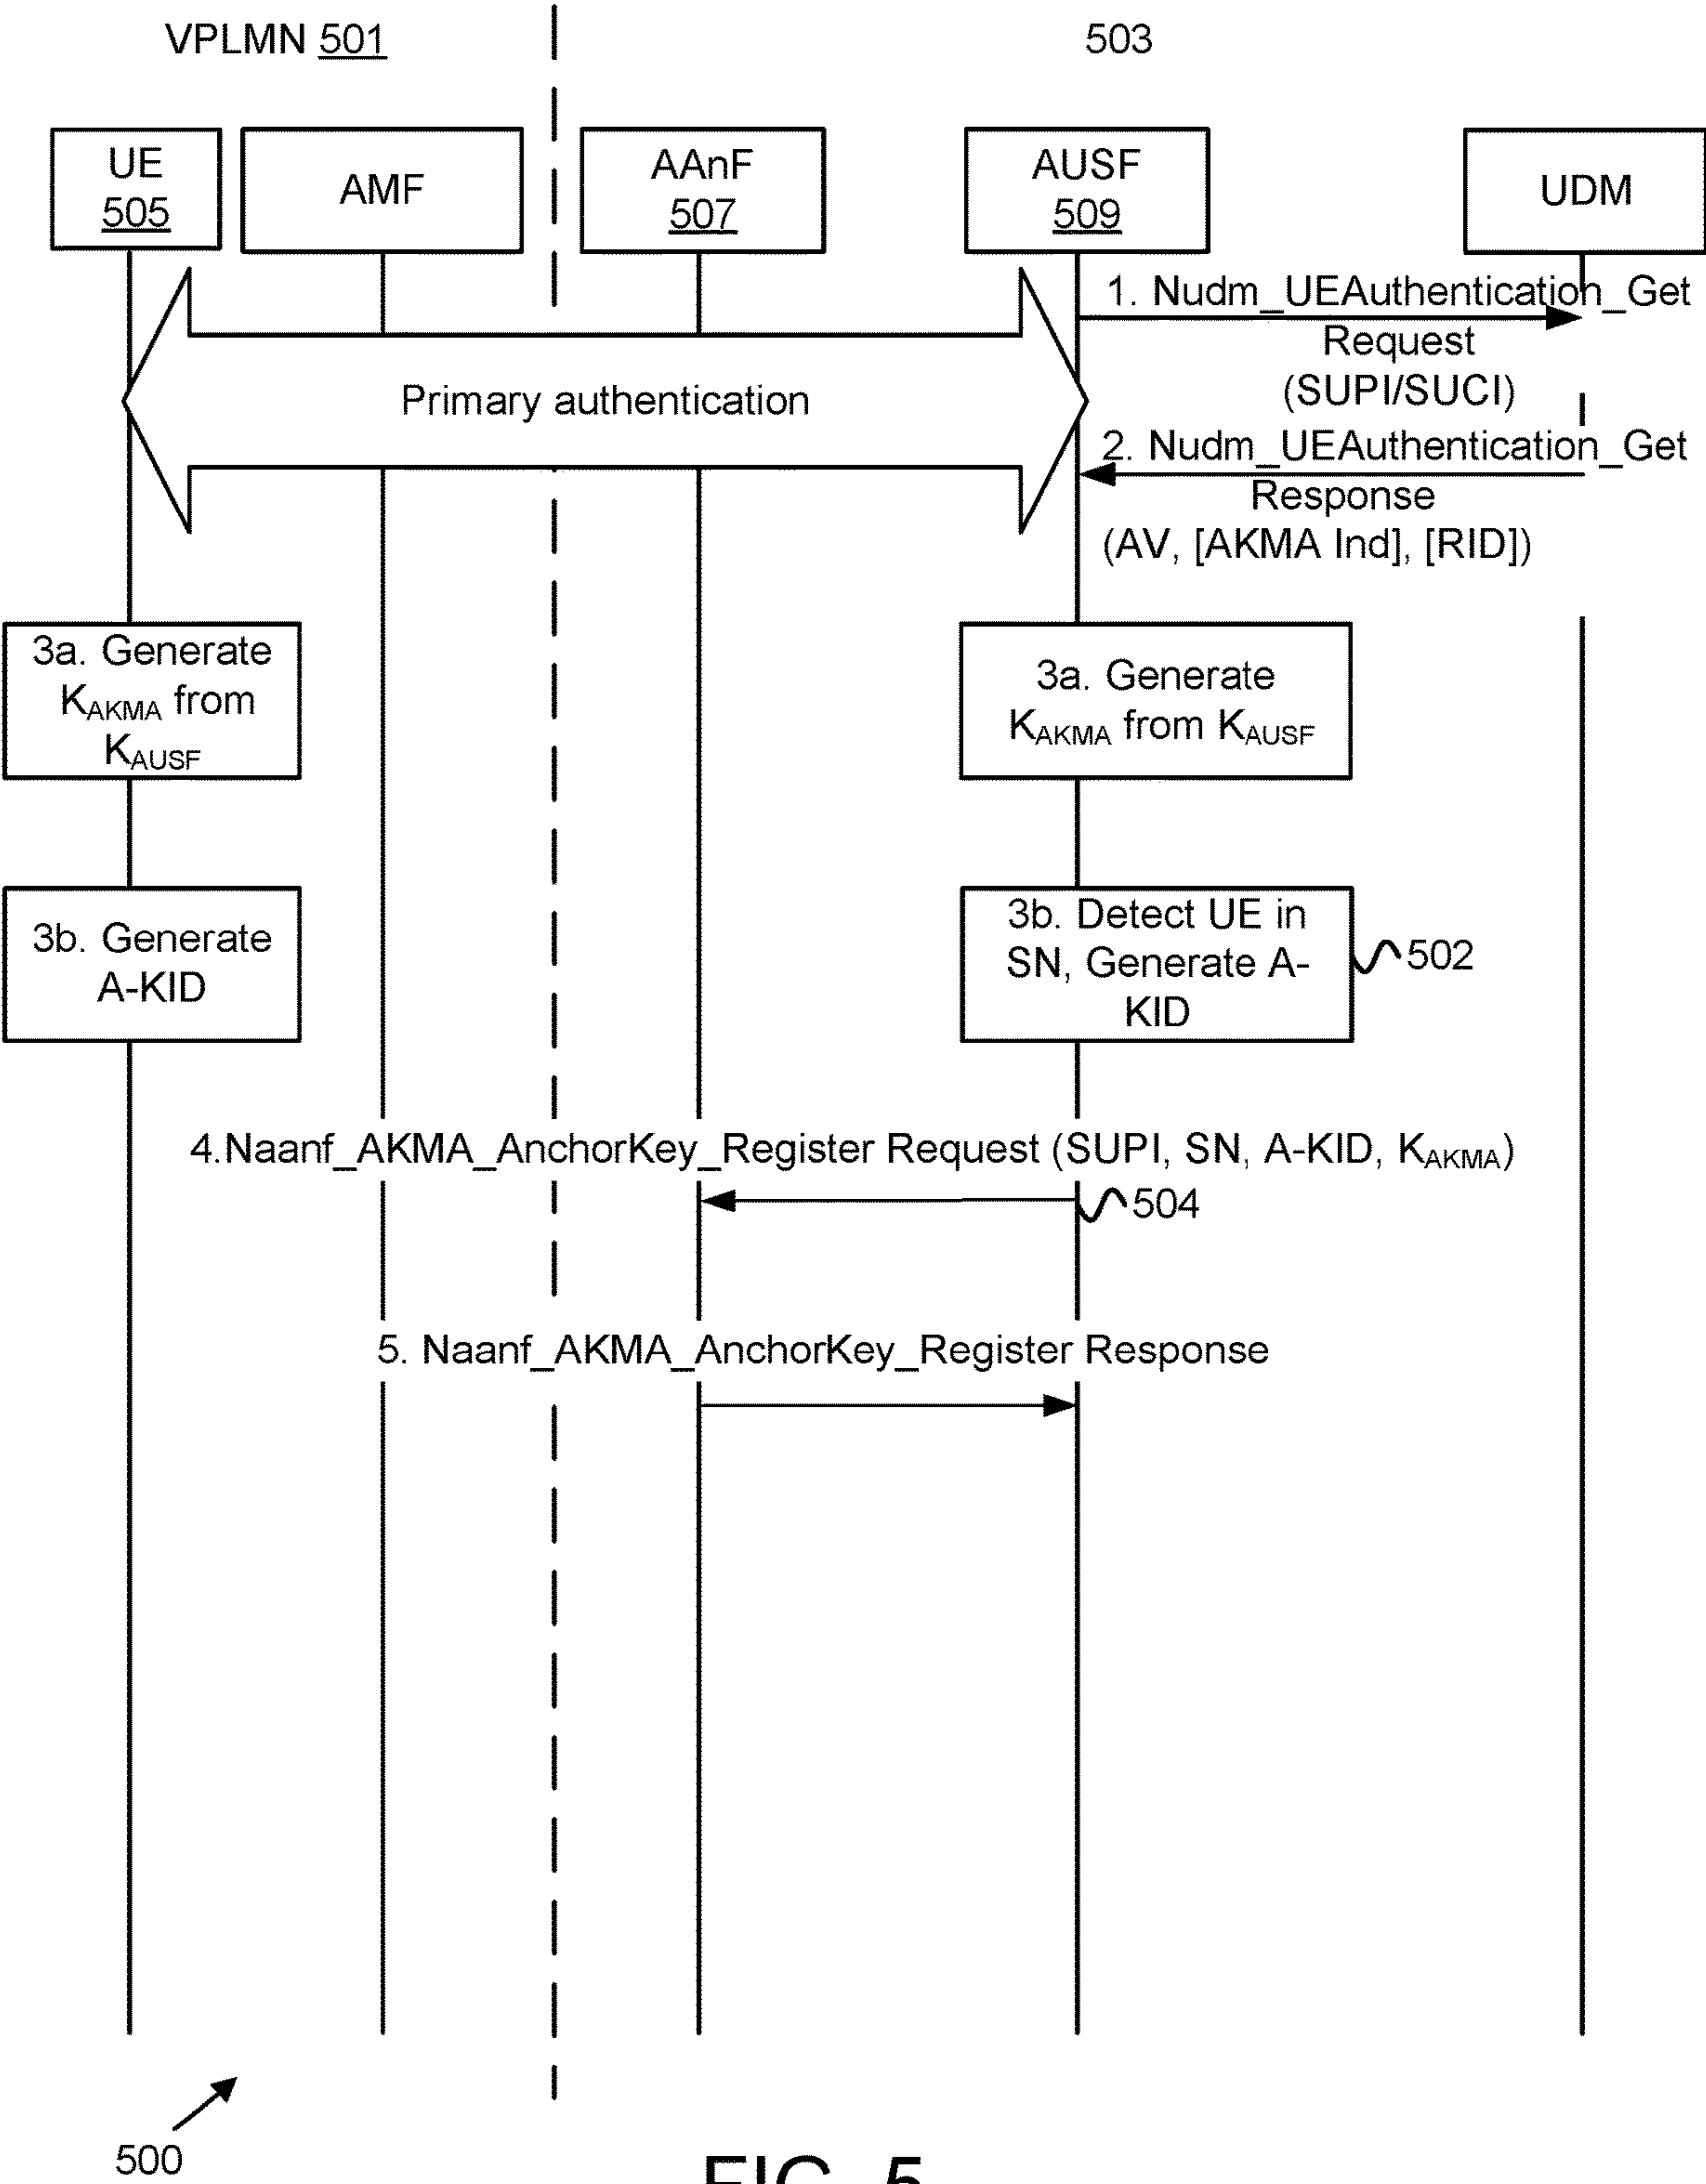 VPLMN 501
503
UE
505
AMF
AAnF
507
AUSF
509
UDM
1. Nudm_UEAuthentication_Get
Request
(SUPI/SUCI)
Primary authentication
2. Nudm_UEAuthentication_Get
Response
(AV, [AKMA Ind], [RID])
3a. Generate
KAKMA from
KAUSF
3a. Generate
KAKMA from KAUSF
3b. Generate
A-KID
3b. Detect UE in
SN, Generate A-
KID
502
4.Naanf_AKMA_AnchorKey_Register Request (SUPI, SN, A-KID, KAKMA)
504
5. Naanf_AKMA_AnchorKey_Register Response
500
FIG. 5